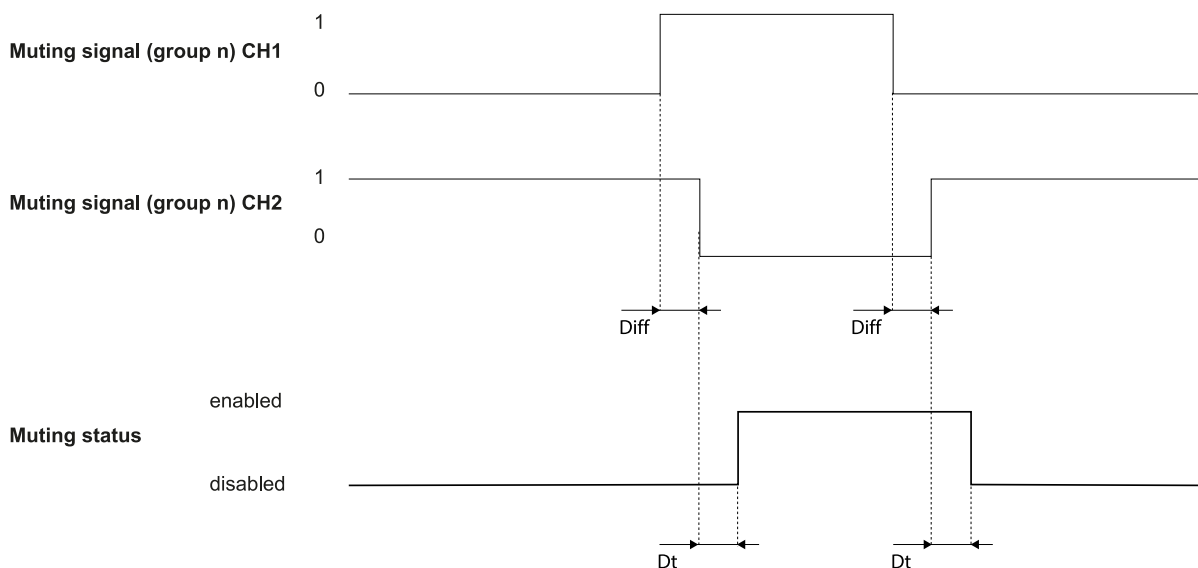 1
Muting signal (group n) CH1
0
1
Muting signal (group n) CH2
0
Diff
Diff
enabled
Muting status
disabled
Dt
Dt